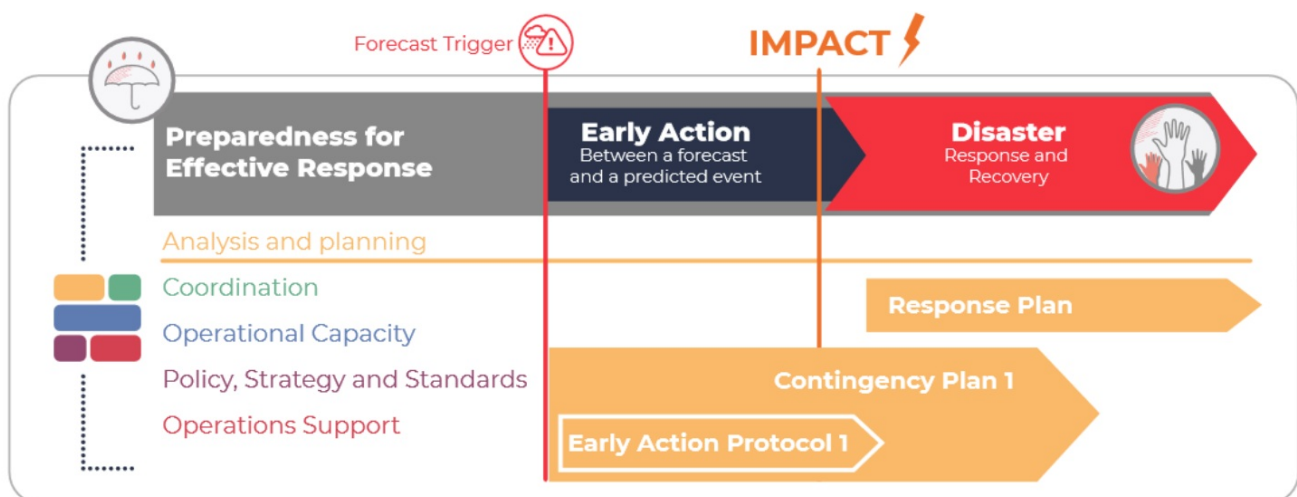 Forecast Trigger
IMPACT
Preparedness for
Effective Response
Early Action
Between a forecast
and a predicted event
Disaster
Response and
Recovery
Analysis and planning
Coordination
Operational Capacity
Policy, Strategy and Standards
Operations Support
Response Plan
Contingency Plan 1
Early Action Protocol 1